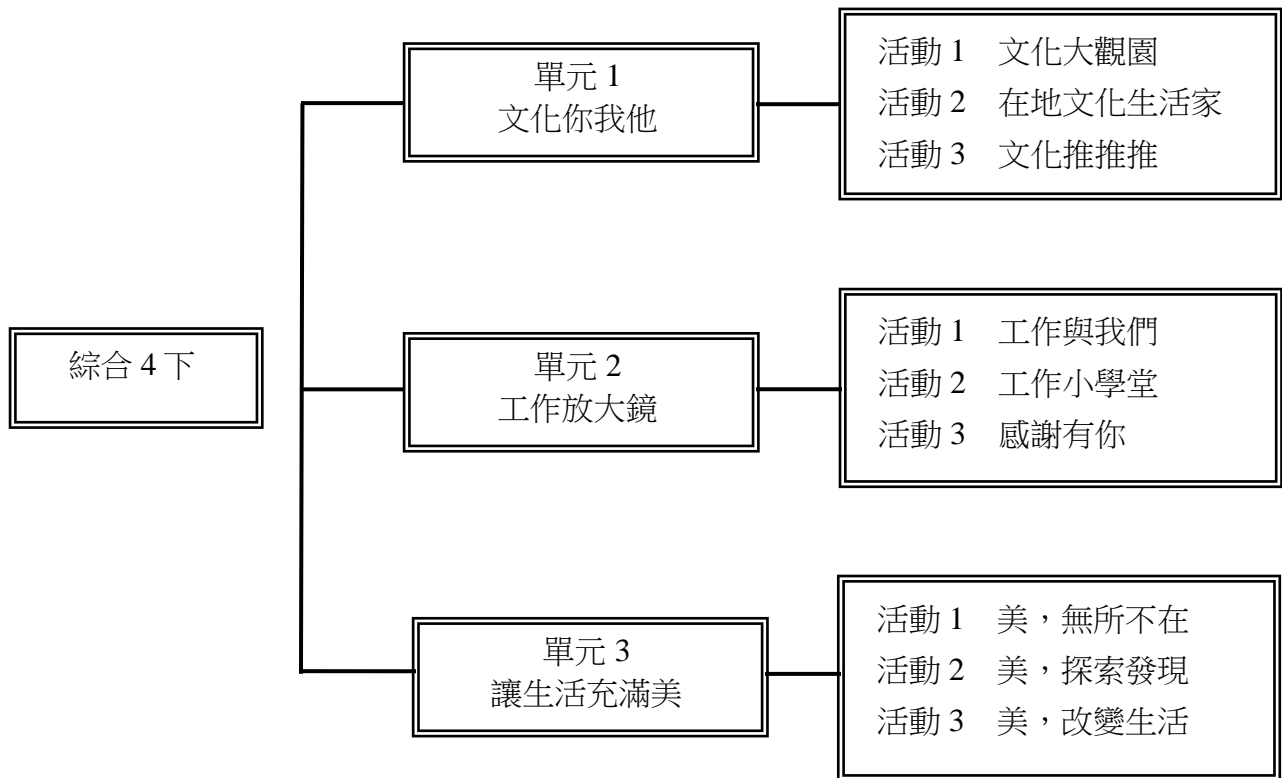 綜合 4 下
單元 1
文化你我他
活動 1 文化大觀園
活動 2 在地文化生活家
活動 3 文化推推推
單元 2
工作放大鏡
活動 1 工作與我們
活動 2 工作小學堂
活動 3 感謝有你
單元 3
讓生活充滿美
活動 1 美，無所不在
活動 2 美，探索發現
活動 3 美，改變生活